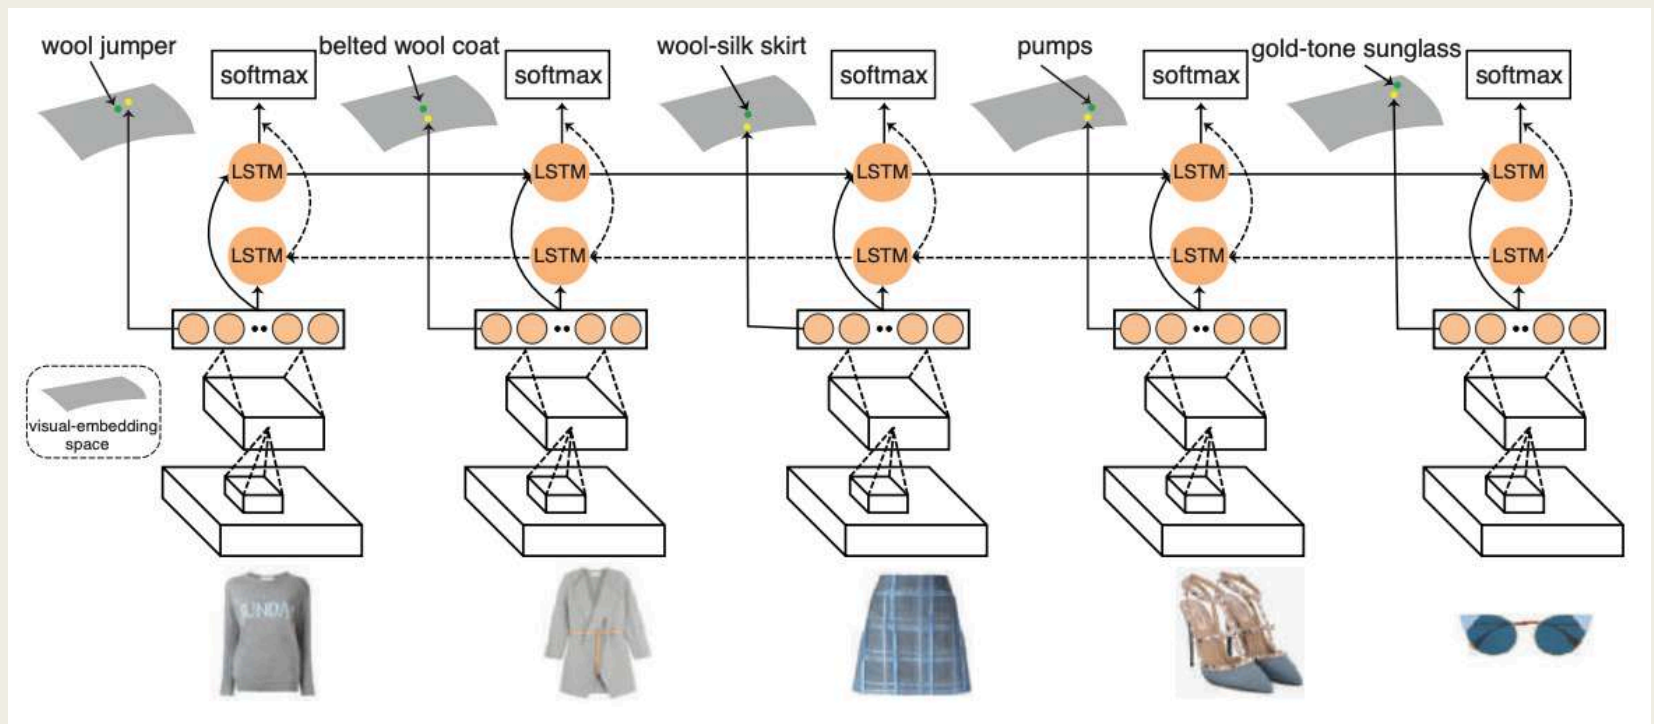 wool jumper
softmax
belted wool coat
softmax
wool-silk skirt
softmax
pumps
softmax
gold-tone sunglass
softmax
LSTM
LSTM
LSTM
LSTM
LSTM
LSTM
LSTM
LSTM
LSTM
LSTM
visual-embedding
space